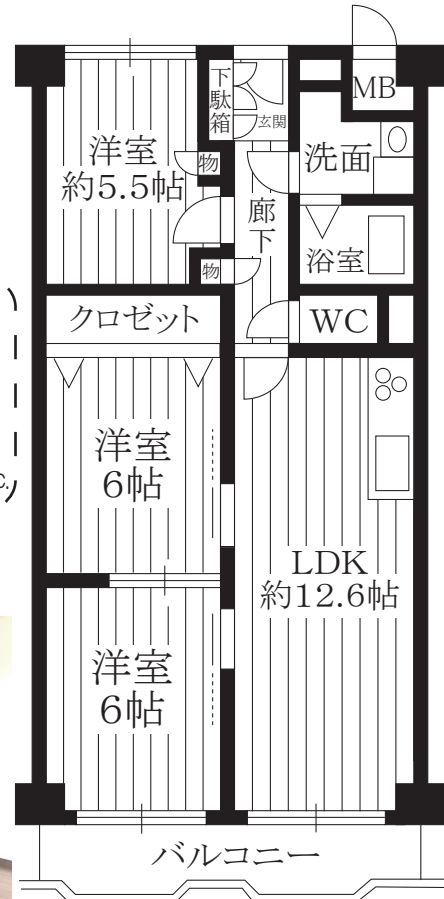 MB
下駄箱
玄関
洋室
約5.5帖
物
洗面
廊下
浴室
物
クロゼット
WC
洋室
6帖
LDK
約12.6帖
洋室
6帖
バルコニー